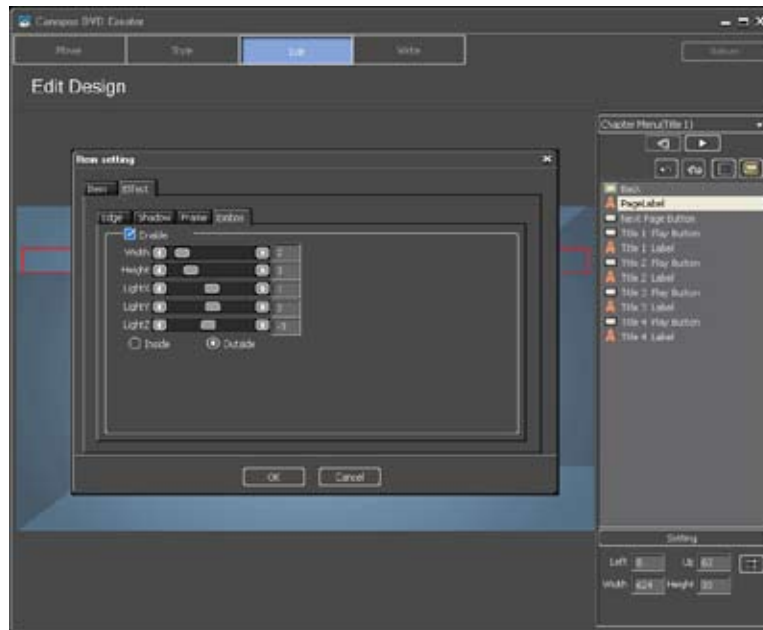 Canopus DVD Creator
Movie Style Edit Write
Edit Design
Chapter Menu(Title 1)
Item setting
Item Effect
Edge Shadow Frame Emboss
Enable
Width
Height
LightX
LightY
LightZ -3
Inside Outside
OK Cancel
Back
PageLabel
Next Page Button
Title 1 Play Button
Title 1 Label
Title 2 Play Button
Title 2 Label
Title 3 Play Button
Title 3 Label
Title 4 Play Button
Title 4 Label
Setting
Left Up
Width 624 Height